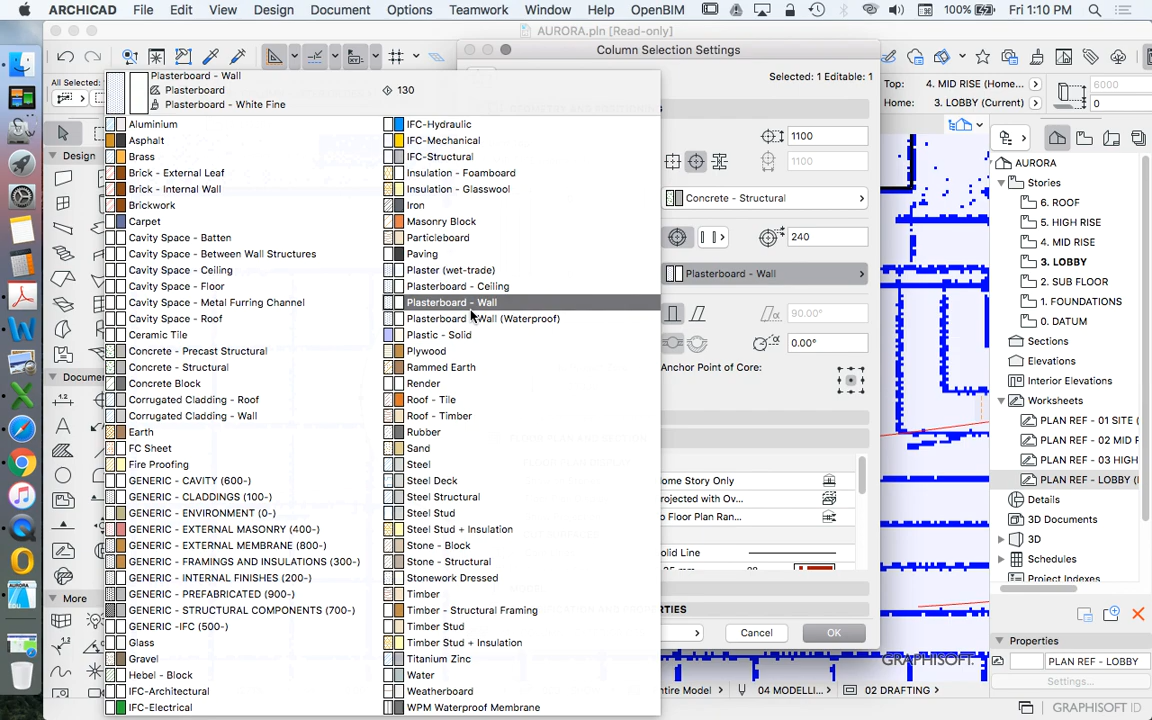 ARCHICAD File Edit View Design Document Options Teamwork Window Help OpenBIM 100% Fri 1:10 PM
AURORA.pln [Read-only]
Column Selection Settings
Selected: 1 Editable: 1
All Selected:
Top: 4. MID RISE (Home...
Home: 3. LOBBY (Current)
6000
0
Plasterboard - Wall
Plasterboard
130
Plasterboard - White Fine
Aluminium
Asphalt
Brass
Brick - External Leaf
Brick - Internal Wall
Brickwork
Carpet
Cavity Space - Batten
Cavity Space - Between Wall Structures
Cavity Space - Ceiling
Cavity Space - Floor
Cavity Space - Metal Furring Channel
Cavity Space - Roof
Ceramic Tile
Concrete - Precast Structural
Concrete - Structural
Concrete Block
Corrugated Cladding - Roof
Corrugated Cladding - Wall
Earth
FC Sheet
Fire Proofing
GENERIC - CAVITY (600-)
GENERIC - CLADDINGS (100-)
GENERIC - ENVIRONMENT (0-)
GENERIC - EXTERNAL MASONRY (400-)
GENERIC - EXTERNAL MEMBRANE (800-)
GENERIC - FRAMINGS AND INSULATIONS (300-)
GENERIC - INTERNAL FINISHES (200-)
GENERIC - PREFABRICATED (900-)
GENERIC - STRUCTURAL COMPONENTS (700-)
GENERIC -IFC (500-)
Glass
Gravel
Hebel - Block
IFC-Architectural
IFC-Electrical
IFC-Hydraulic
IFC-Mechanical
IFC-Structural
Insulation - Foamboard
Insulation - Glasswool
Iron
Masonry Block
Particleboard
Paving
Plaster (wet-trade)
Plasterboard - Ceiling
Plasterboard - Wall
Plasterboard - Wall (Waterproof)
Plastic - Solid
Plywood
Rammed Earth
Render
Roof - Tile
Roof - Timber
Rubber
Sand
Steel
Steel Deck
Steel Structural
Steel Stud
Steel Stud + Insulation
Stone - Block
Stone - Structural
Stonework Dressed
Timber
Timber - Structural Framing
Timber Stud
Timber Stud + Insulation
Titanium Zinc
Water
Weatherboard
WPM Waterproof Membrane
Design
Docume
More
1100
1100
Concrete - Structural
240
Plasterboard - Wall
90.00°
0.00°
Anchor Point of Core:
ome Story Only
rojected with Ov...
o Floor Plan Ran...
olid Line
RTIES
Cancel
OK
AURORA
Stories
6. ROOF
5. HIGH RISE
4. MID RISE
3. LOBBY
2. SUB FLOOR
1. FOUNDATIONS
0. DATUM
Sections
Elevations
Interior Elevations
Worksheets
PLAN REF - 01 SITE (
PLAN REF - 02 MID F
PLAN REF - 03 HIGH
PLAN REF - LOBBY (
Details
3D Documents
3D
Schedules
Project Indexes
Properties
PLAN REF - LOBBY
Settings...
GRAPHISOFT.
ntire Model
04 MODELLI...
02 DRAFTING
GRAPHISOFT ID